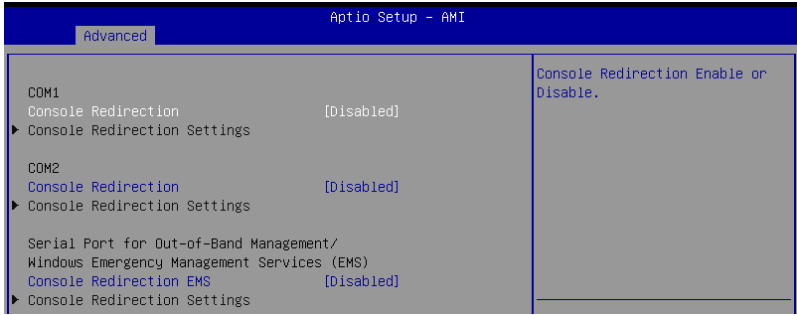 Aptio Setup – AMI
Advanced
COM1
Console Redirection [Disabled]
Console Redirection Settings
COM2
Console Redirection [Disabled]
Console Redirection Settings
Serial Port for Out-of-Band Management/
Windows Emergency Management Services (EMS)
Console Redirection EMS [Disabled]
Console Redirection Settings
Console Redirection Enable or
Disable.